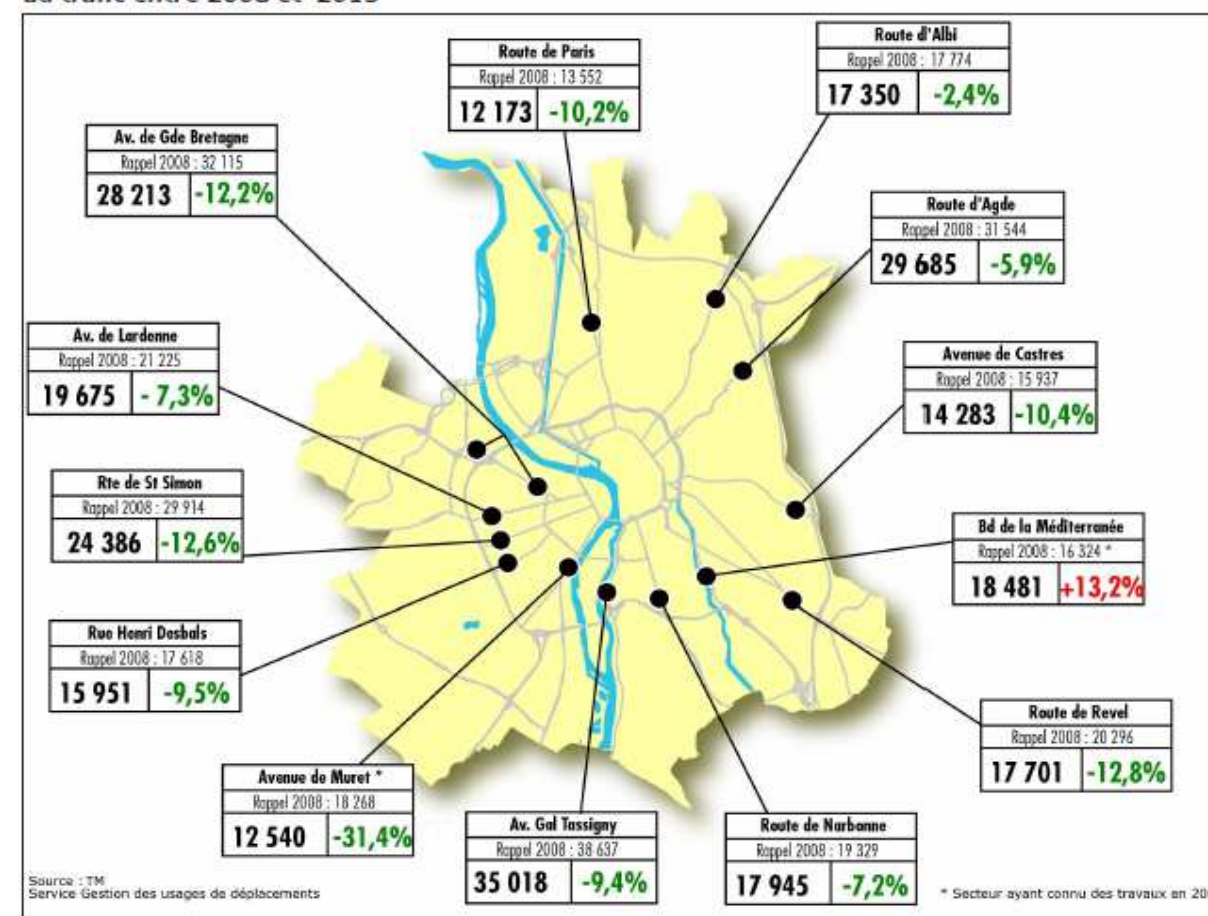 Route de Paris
Rappel 2008 : 13 552
12 173 -10,2%
Route d'Albi
Rappel 2008 : 17 774
17 350 -2,4%
Av. de Gde Bretagne
Rappel 2008 : 32 115
28 213 -12,2%
Route d'Agde
Rappel 2008 : 31 544
29 685 -5,9%
Av. de Lardenne
Rappel 2008 : 21 225
19 675 - 7,3%
Avenue de Castres
Rappel 2008 : 15 937
14 283 -10,4%
Rte de St Simon
Rappel 2008 : 29 914
24 386 -12,6%
Bd de la Méditerranée
Rappel 2008 : 16 324 *
18 481 +13,2%
Rue Henri Desbals
Rappel 2008 : 17 618
15 951 -9,5%
Route de Revel
Rappel 2008 : 20 296
17 701 -12,8%
Avenue de Muret *
Rappel 2008 : 18 268
12 540 -31,4%
Av. Gal Tassigny
Rappel 2008 : 38 637
35 018 -9,4%
Route de Narbonne
Rappel 2008 : 19 329
17 945 -7,2%
Source : TM
Service Gestion des usages de déplacements
* Secteur ayant connu des travaux en 20